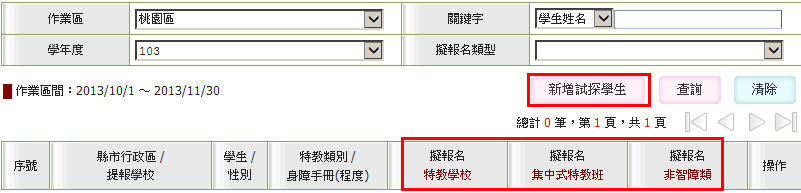 作業區 桃園區 關鍵字 學生姓名
學年度 103 擬報名類型
作業區間：2013/10/1 ～ 2013/11/30 新增試探學生 查詢 清除
總計 0 筆，第 1 頁，共 1 頁
序號 縣市行政區 / 學生 / 特教類別 / 擬報名 擬報名 擬報名 操作
提報學校 性別 身障手冊(程度) 特教學校 集中式特教班 非智障類